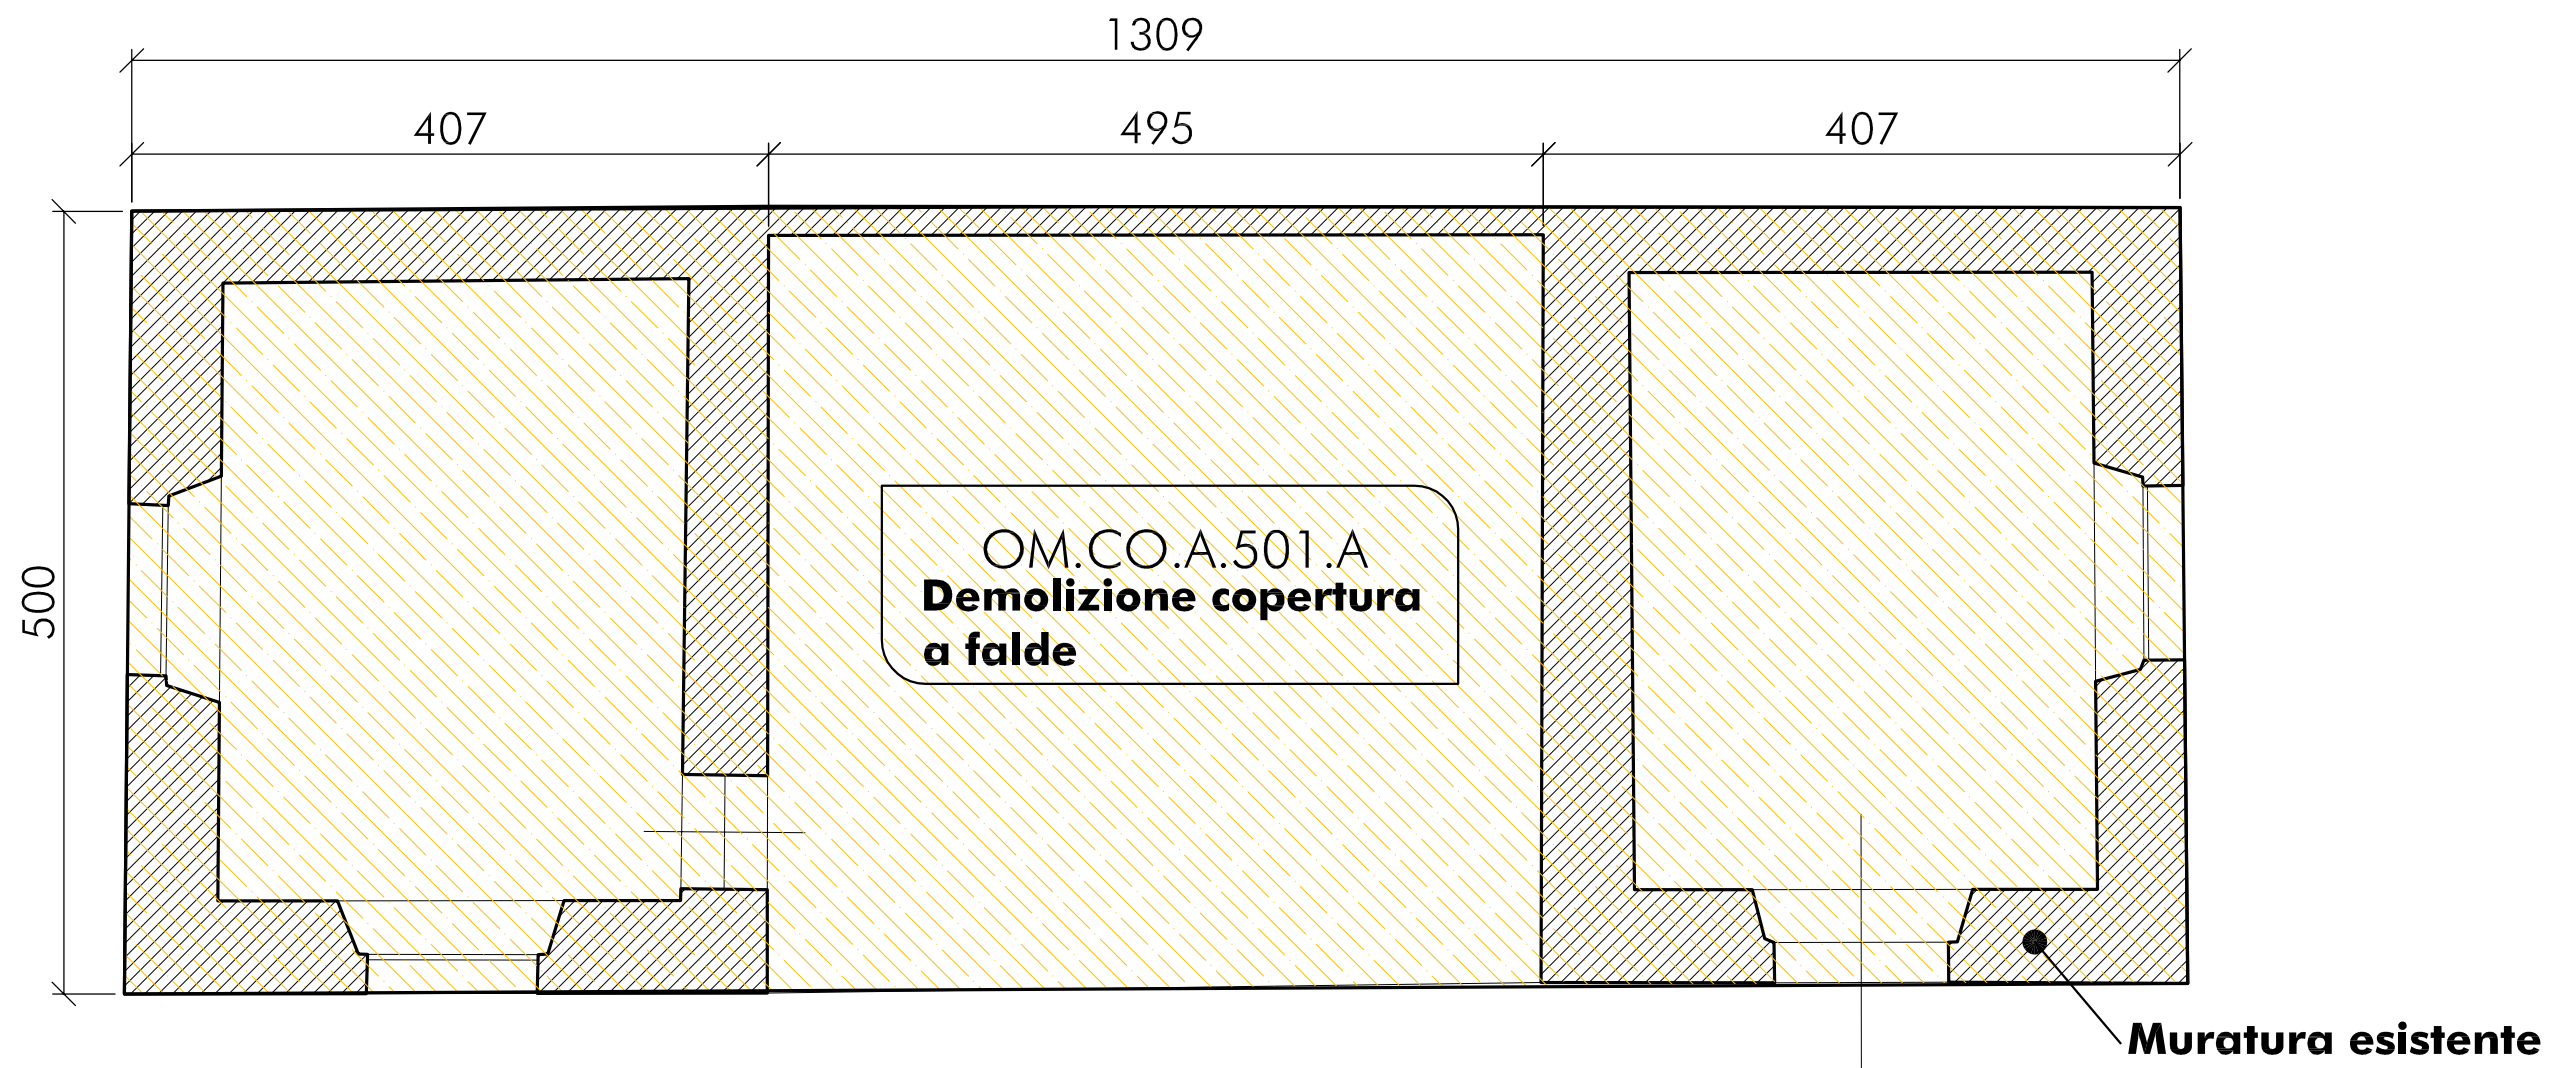 1309
407
495
407
500
OM.CO.A.501.A
Demolizione copertura
a falde
Muratura esistente